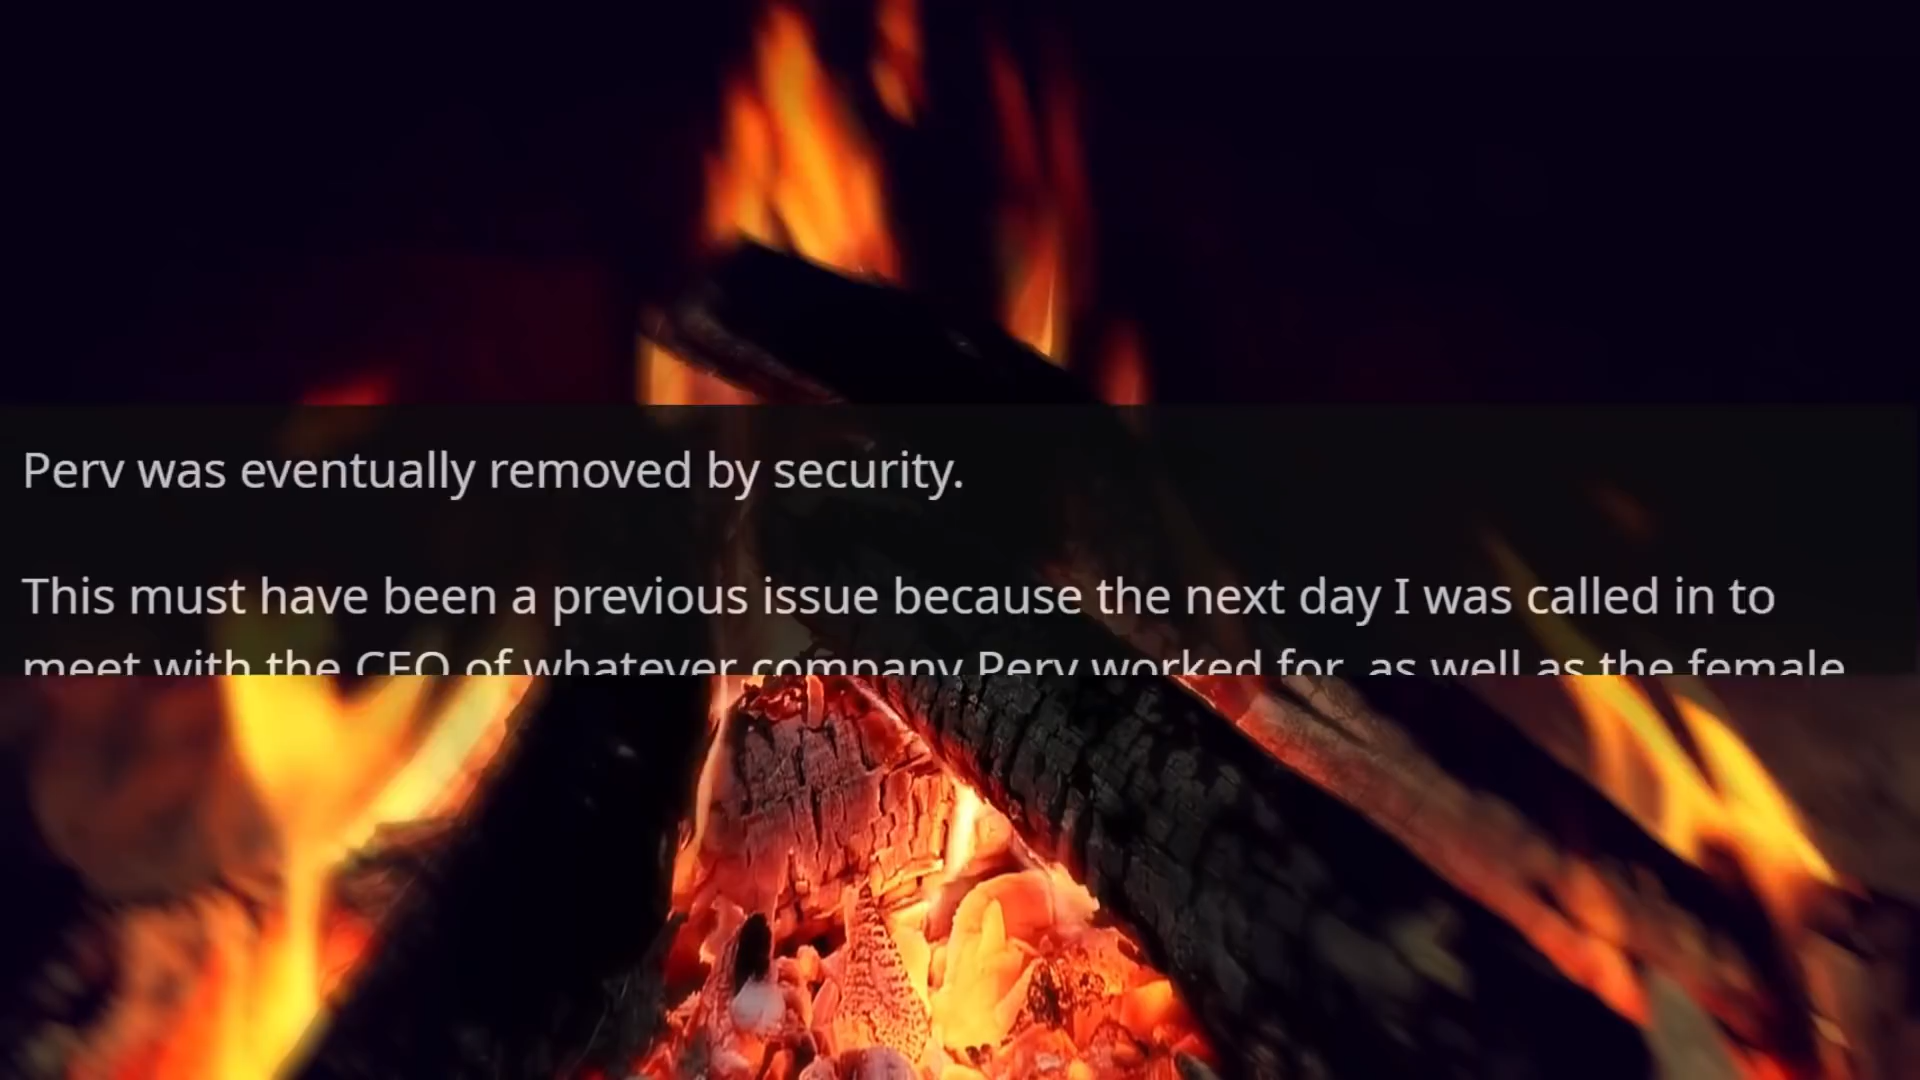 Perv was eventually removed by security.
This must have been a previous issue because the next day I was called in to
meet with the CEO of whatever company Perv worked for, as well as the female